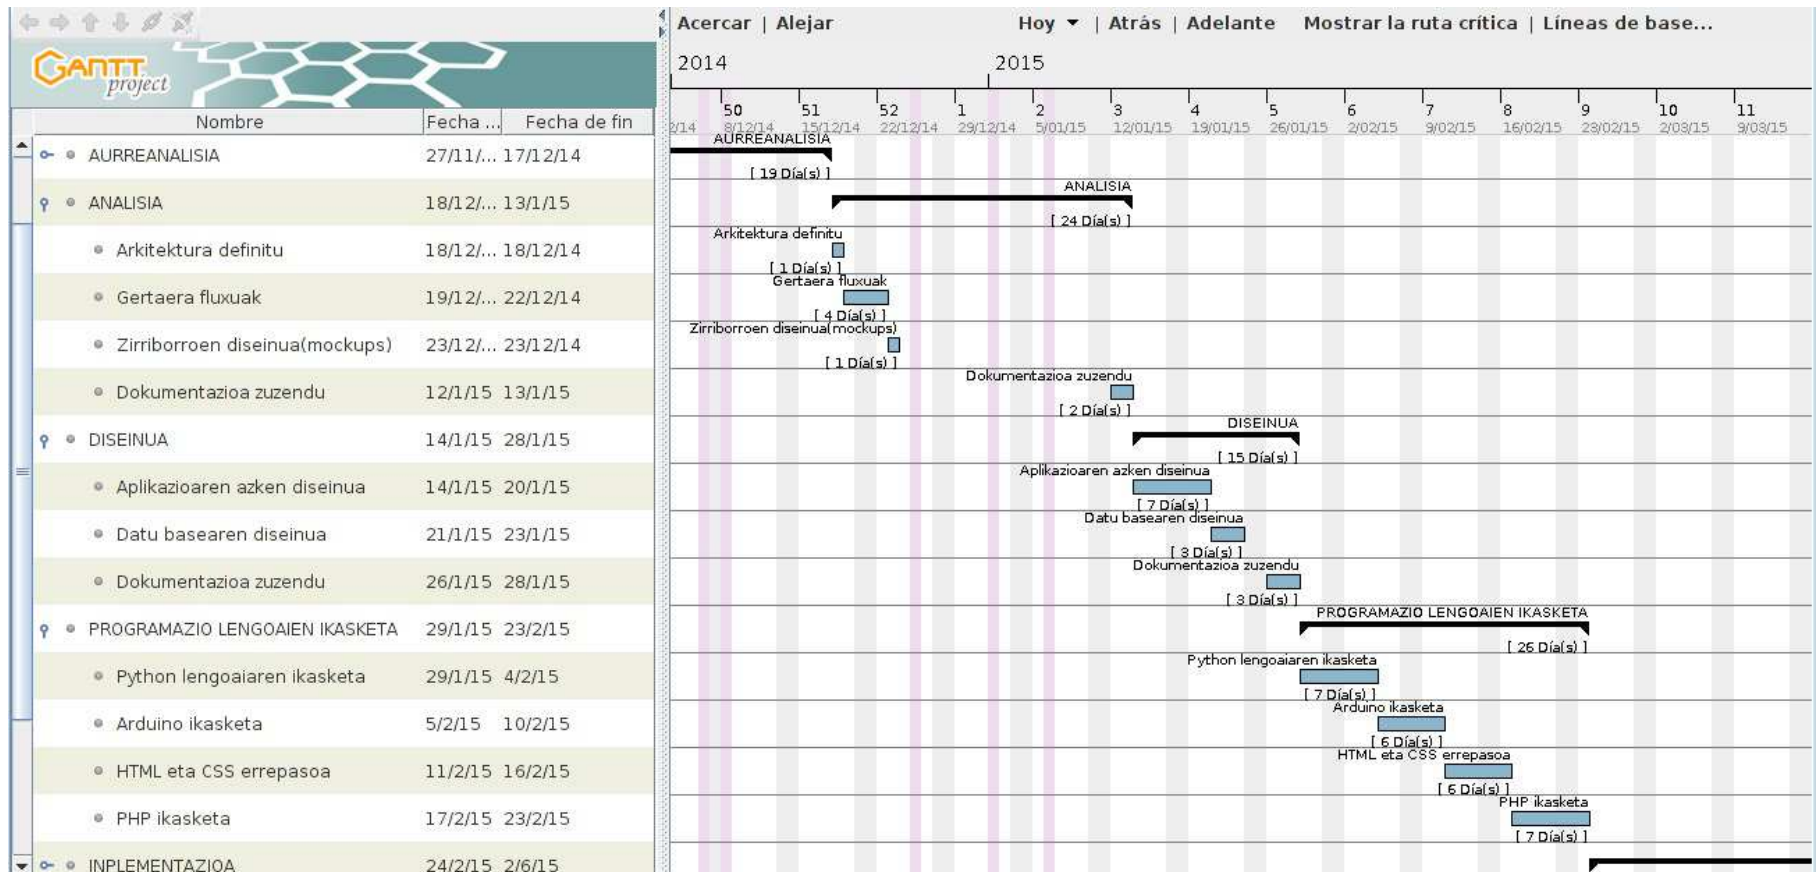 Acercar | Alejar Hoy ▾ | Atrás | Adelante Mostrar la ruta crítica | Líneas de base...
GANTT
project
2014 2015
50 51 52 1 2 3 4 5 6 7 8 9 10 11
2/14 8/12/14 15/12/14 22/12/14 29/12/14 5/01/15 12/01/15 19/01/15 26/01/15 2/02/15 9/02/15 16/02/15 23/02/15 2/03/15 9/03/15
Nombre Fecha ... Fecha de fin
AURREANALISIA 27/11/... 17/12/14
ANALISIA 18/12/... 13/1/15
Arkitektura definitu 18/12/... 18/12/14
Gertaera fluxuak 19/12/... 22/12/14
Zirriborroen diseinua(mockups) 23/12/... 23/12/14
Dokumentazioa zuzendu 12/1/15 13/1/15
DISEINUA 14/1/15 28/1/15
Aplikazioaren azken diseinua 14/1/15 20/1/15
Datu basearen diseinua 21/1/15 23/1/15
Dokumentazioa zuzendu 26/1/15 28/1/15
PROGRAMAZIO LENGOAIEN IKASKETA 29/1/15 23/2/15
Python lengoaiaren ikasketa 29/1/15 4/2/15
Arduino ikasketa 5/2/15 10/2/15
HTML eta CSS errepasoa 11/2/15 16/2/15
PHP ikasketa 17/2/15 23/2/15
INPLEMENTAZIOA 24/2/15 2/6/15
AURREANALISIA
[ 19 Día(s) ]
ANALISIA
[ 24 Día(s) ]
Arkitektura definitu
[ 1 Día(s) ]
Gertaera fluxuak
[ 4 Día(s) ]
Zirriborroen diseinua(mockups)
[ 1 Día(s) ]
Dokumentazioa zuzendu
[ 2 Día(s) ]
DISEINUA
[ 15 Día(s) ]
Aplikazioaren azken diseinua
[ 7 Día(s) ]
Datu basearen diseinua
[ 3 Día(s) ]
Dokumentazioa zuzendu
[ 3 Día(s) ]
PROGRAMAZIO LENGOAIEN IKASKETA
[ 26 Día(s) ]
Python lengoaiaren ikasketa
[ 7 Día(s) ]
Arduino ikasketa
[ 6 Día(s) ]
HTML eta CSS errepasoa
[ 6 Día(s) ]
PHP ikasketa
[ 7 Día(s) ]